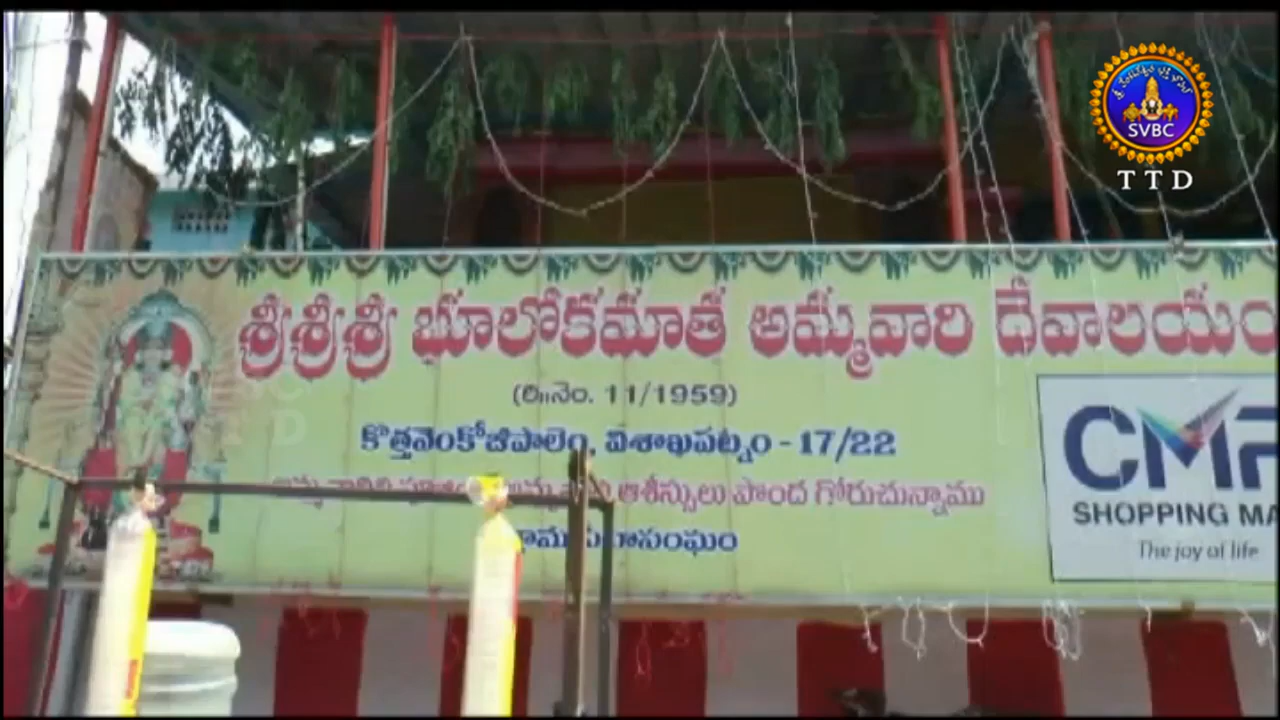 శ్రీశ్రీశ్రీ భూలోకమాత అమ్మవారి దేవాలయం
(రి॥నెం. 11/1959)
కొత్తవెంకోజీపాలెం, విశాఖపట్నం - 17/22
ఆశీస్సులు పొంద గోరుచున్నాము
CMR
SHOPPING MA
The joy of life
SVBC
TTD